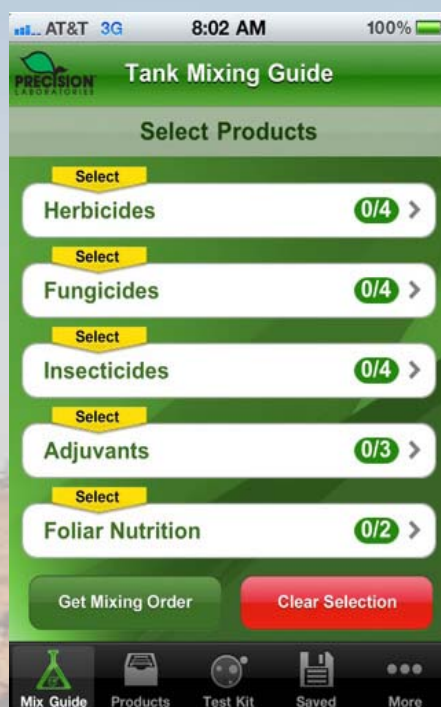 AT&T 3G 8:02 AM 100%
PRECISION
LABORATORIES
Tank Mixing Guide
Select Products
Select
Herbicides 0/4
Select
Fungicides 0/4
Select
Insecticides 0/4
Select
Adjuvants 0/3
Select
Foliar Nutrition 0/2
Get Mixing Order Clear Selection
Mix Guide Products Test Kit Saved More